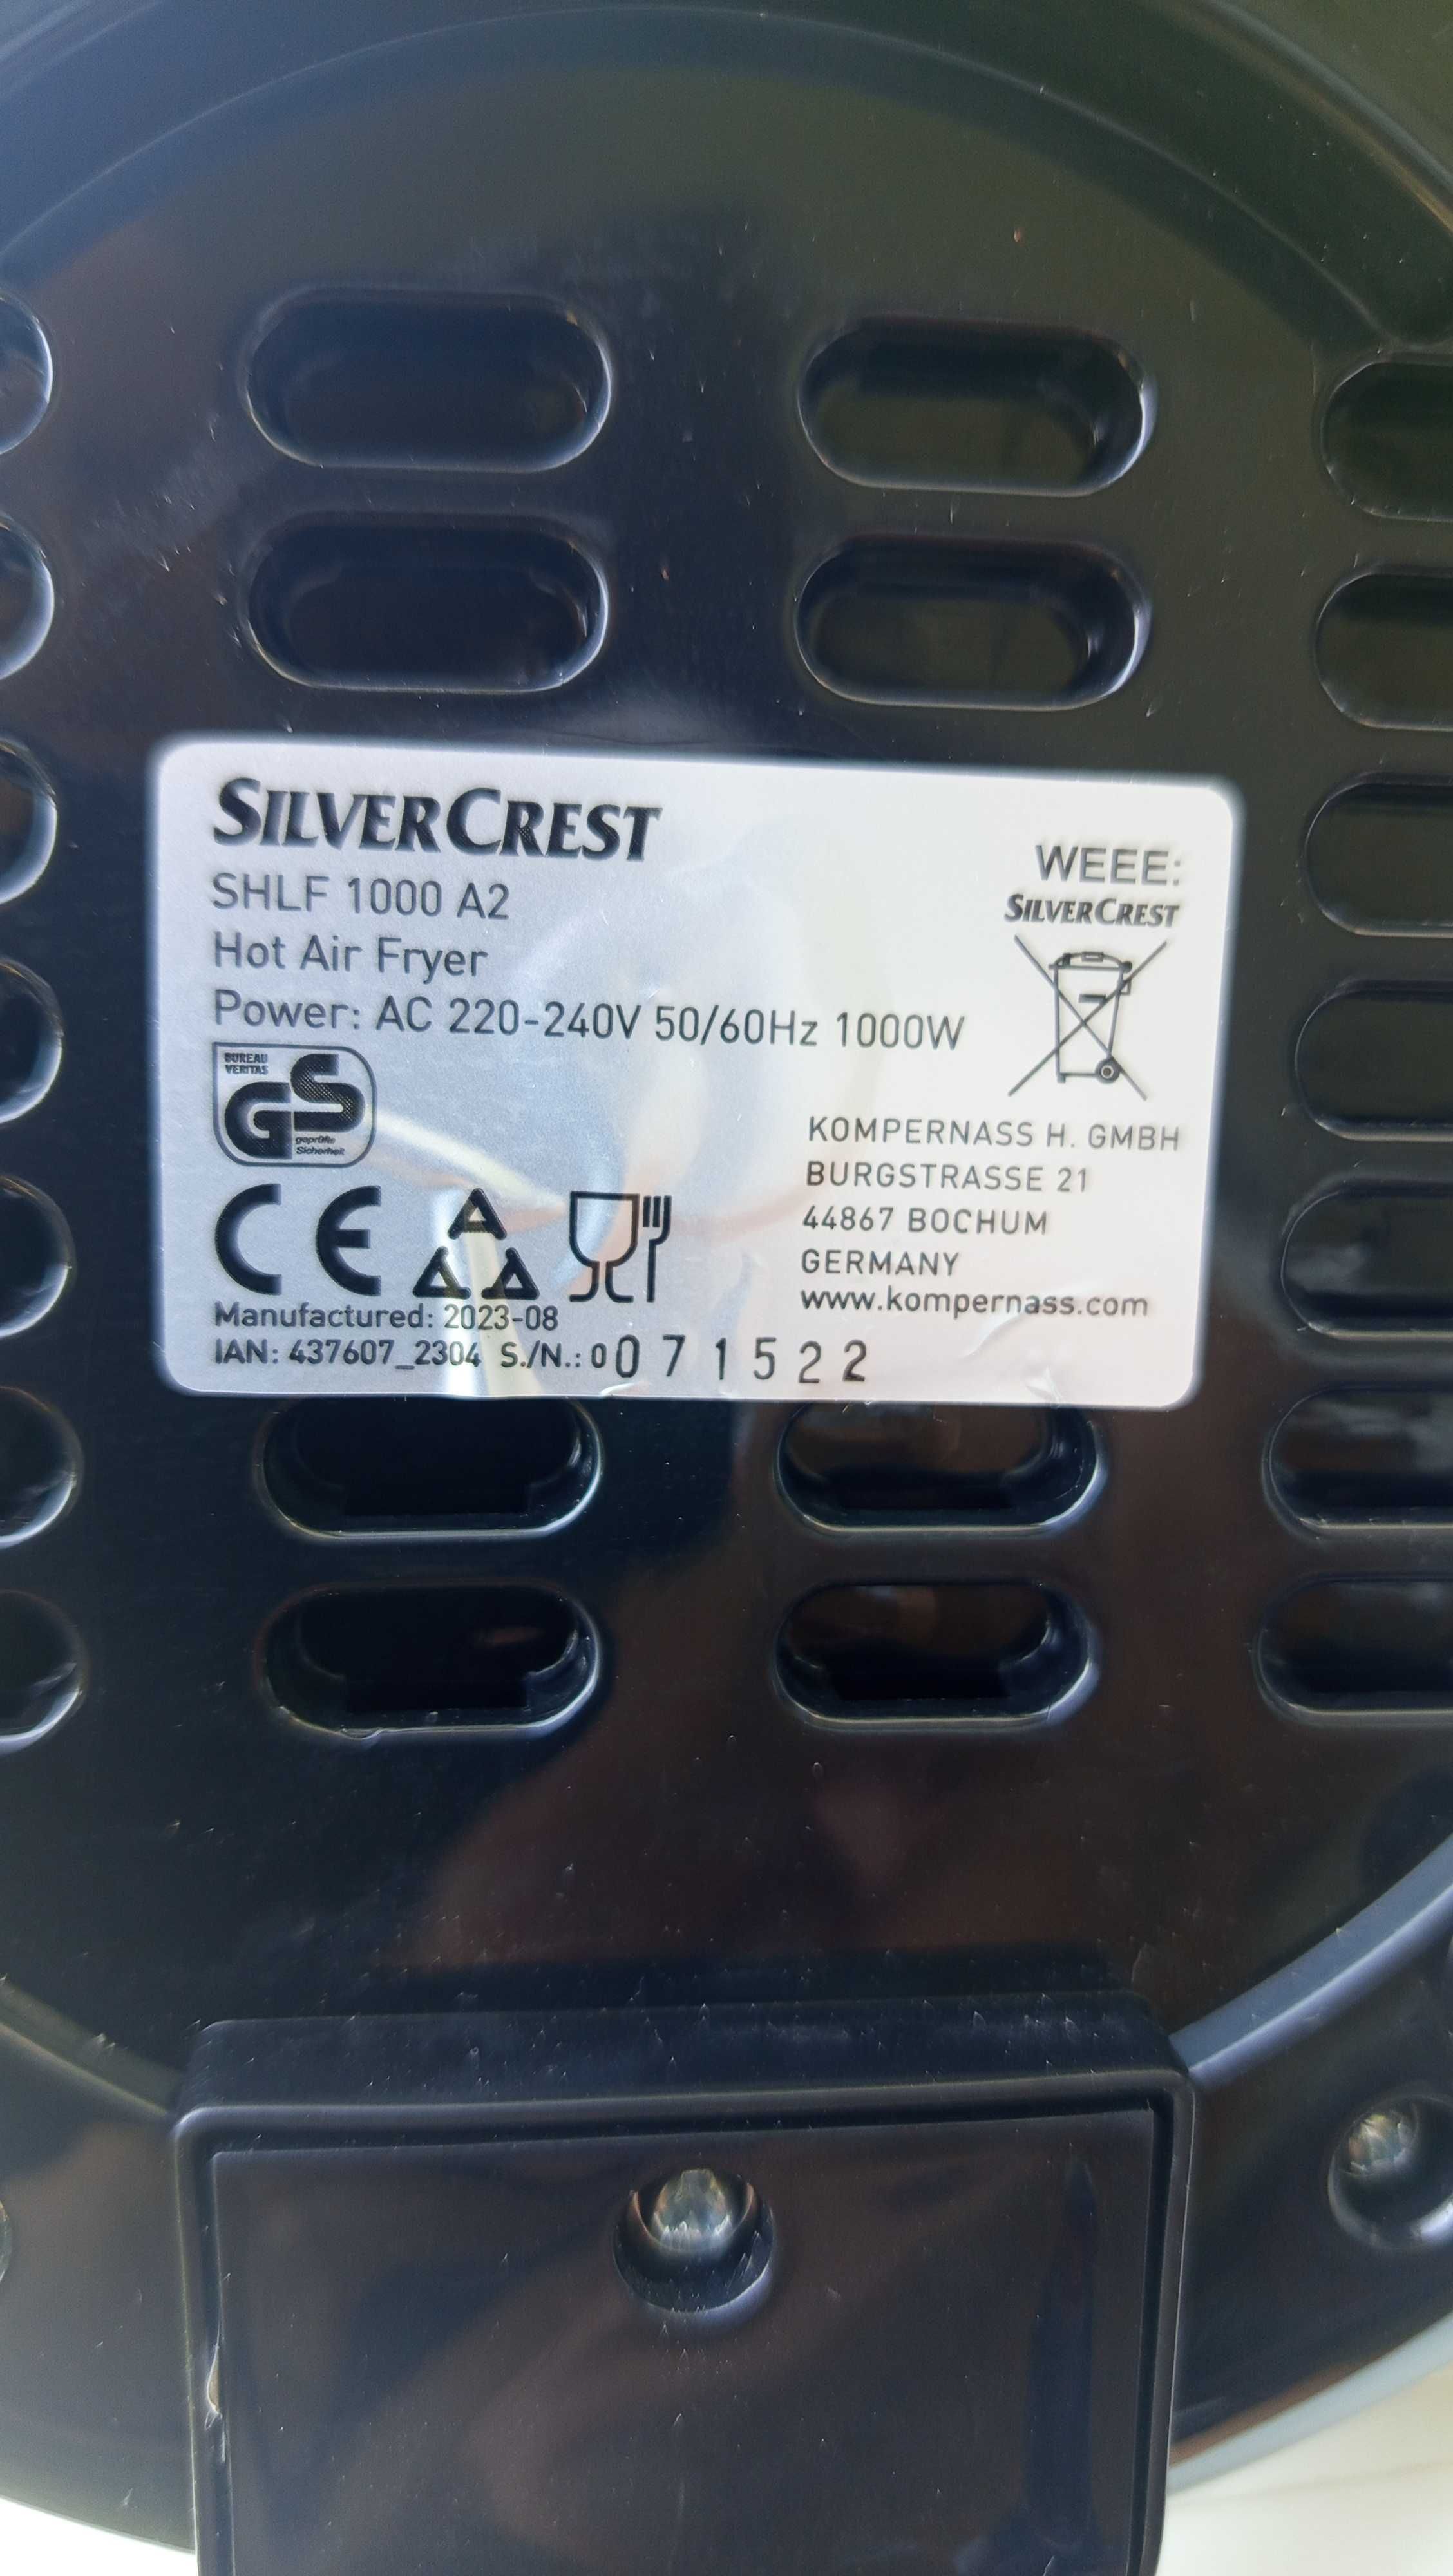 SILVERCREST
SHLF 1000 A2
Hot Air Fryer
Power: AC 220-240V 50/60Hz 1000W
WEEE:
SILVERCREST
BUREAU
VERITAS
GS
geprüfte
Sicherheit
CE
KOMPERNASS H. GMBH
BURGSTRASSE 21
44867 BOCHUM
GERMANY
www.kompernass.com
Manufactured: 2023-08
IAN: 437607_2304 S./N.: 0071522